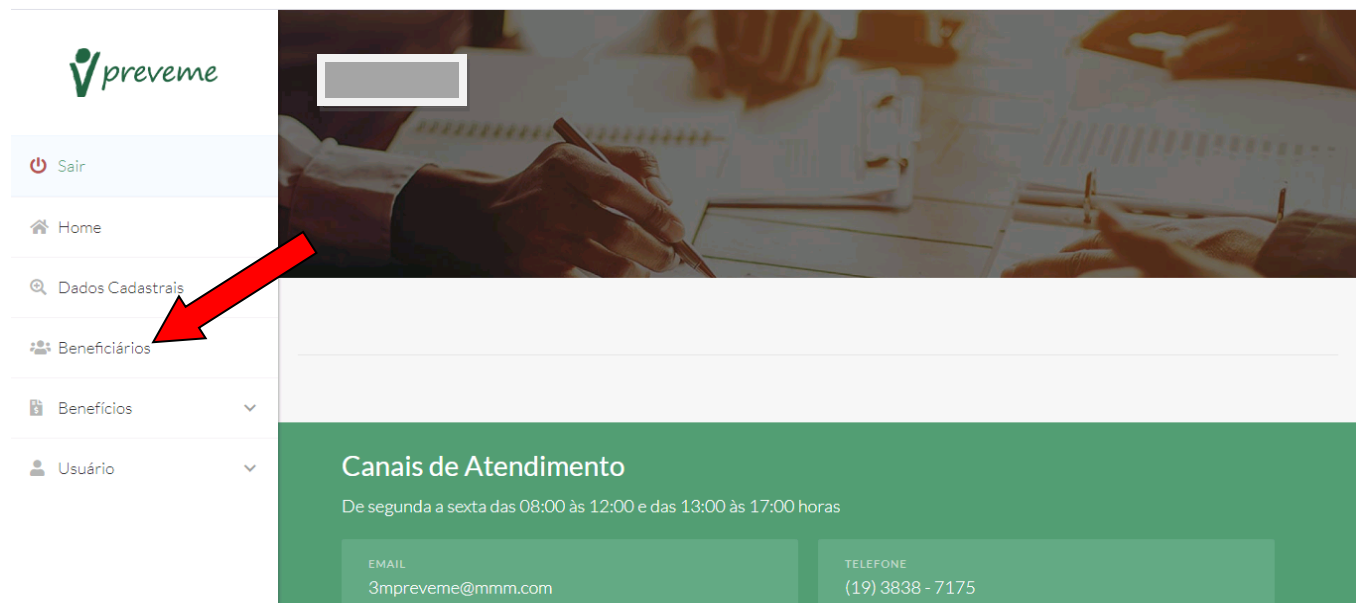 preveme
Sair
Home
Dados Cadastrais
Beneficiários
Benefícios
Usuário
Canais de Atendimento
De segunda a sexta das 08:00 às 12:00 e das 13:00 às 17:00 horas
EMAIL
3mpreveme@mmm.com
TELEFONE
(19) 3838 - 7175